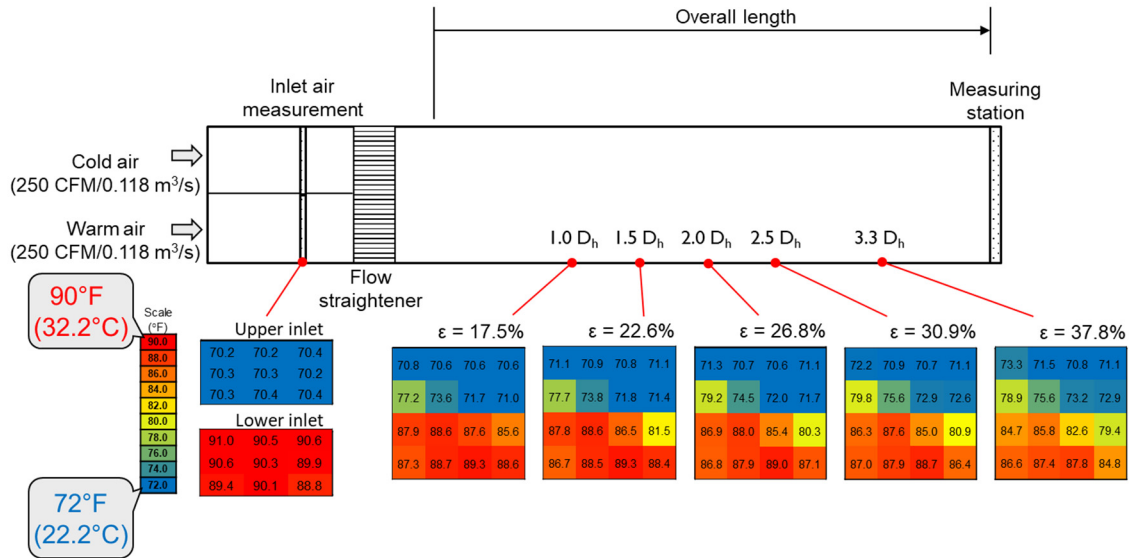 Overall length
Inlet air
measurement
Measuring
station
Cold air
(250 CFM/0.118 m³/s)
Warm air
(250 CFM/0.118 m³/s)
1.0 Dₕ 1.5 Dₕ 2.0 Dₕ 2.5 Dₕ 3.3 Dₕ
Flow
straightener
90°F
(32.2°C)
Scale
(°F)
90.0
88.0
86.0
84.0
82.0
80.0
78.0
76.0
74.0
72.0
72°F
(22.2°C)
Upper inlet
70.2 70.2 70.4
70.3 70.3 70.2
70.3 70.4 70.4
Lower inlet
91.0 90.5 90.6
90.6 90.3 89.9
89.4 90.1 88.8
ε = 17.5%
70.8 70.6 70.6 70.6
77.2 73.6 71.7 71.0
87.9 88.6 87.6 85.6
87.3 88.7 89.3 88.6
ε = 22.6%
71.1 70.9 70.8 71.1
77.7 73.8 71.8 71.4
87.8 88.6 86.5 81.5
86.7 88.5 89.3 88.4
ε = 26.8%
71.3 70.7 70.6 71.1
79.2 74.5 72.0 71.7
86.9 88.0 85.4 80.3
86.8 87.9 89.0 87.1
ε = 30.9%
72.2 70.9 70.7 71.1
79.8 75.6 72.9 72.6
86.3 87.6 85.0 80.9
87.0 87.9 88.7 86.4
ε = 37.8%
73.3 71.5 70.8 71.1
78.9 75.6 73.2 72.9
84.7 85.8 82.6 79.4
86.6 87.4 87.8 84.8